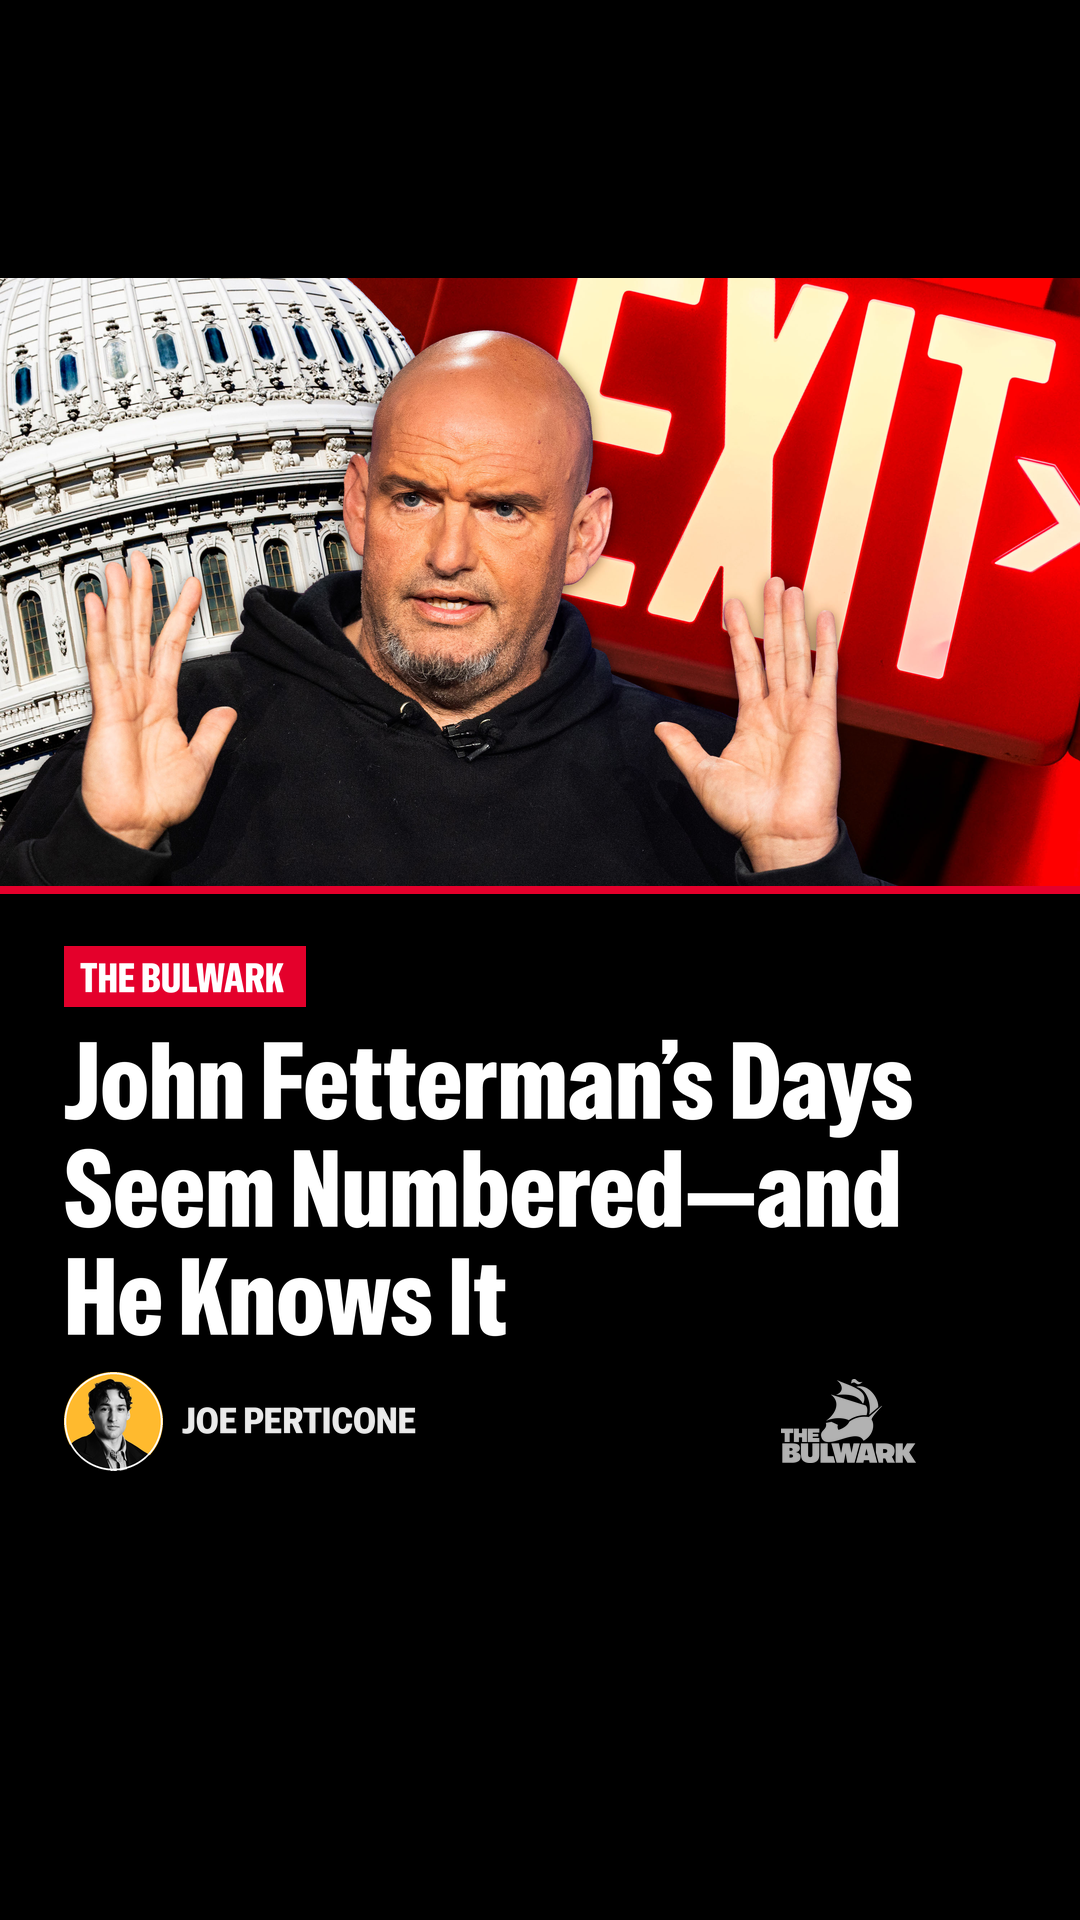 EXIT >
THE BULWARK
John Fetterman’s Days
Seem Numbered—and
He Knows It
JOE PERTICONE
THE
BULWARK